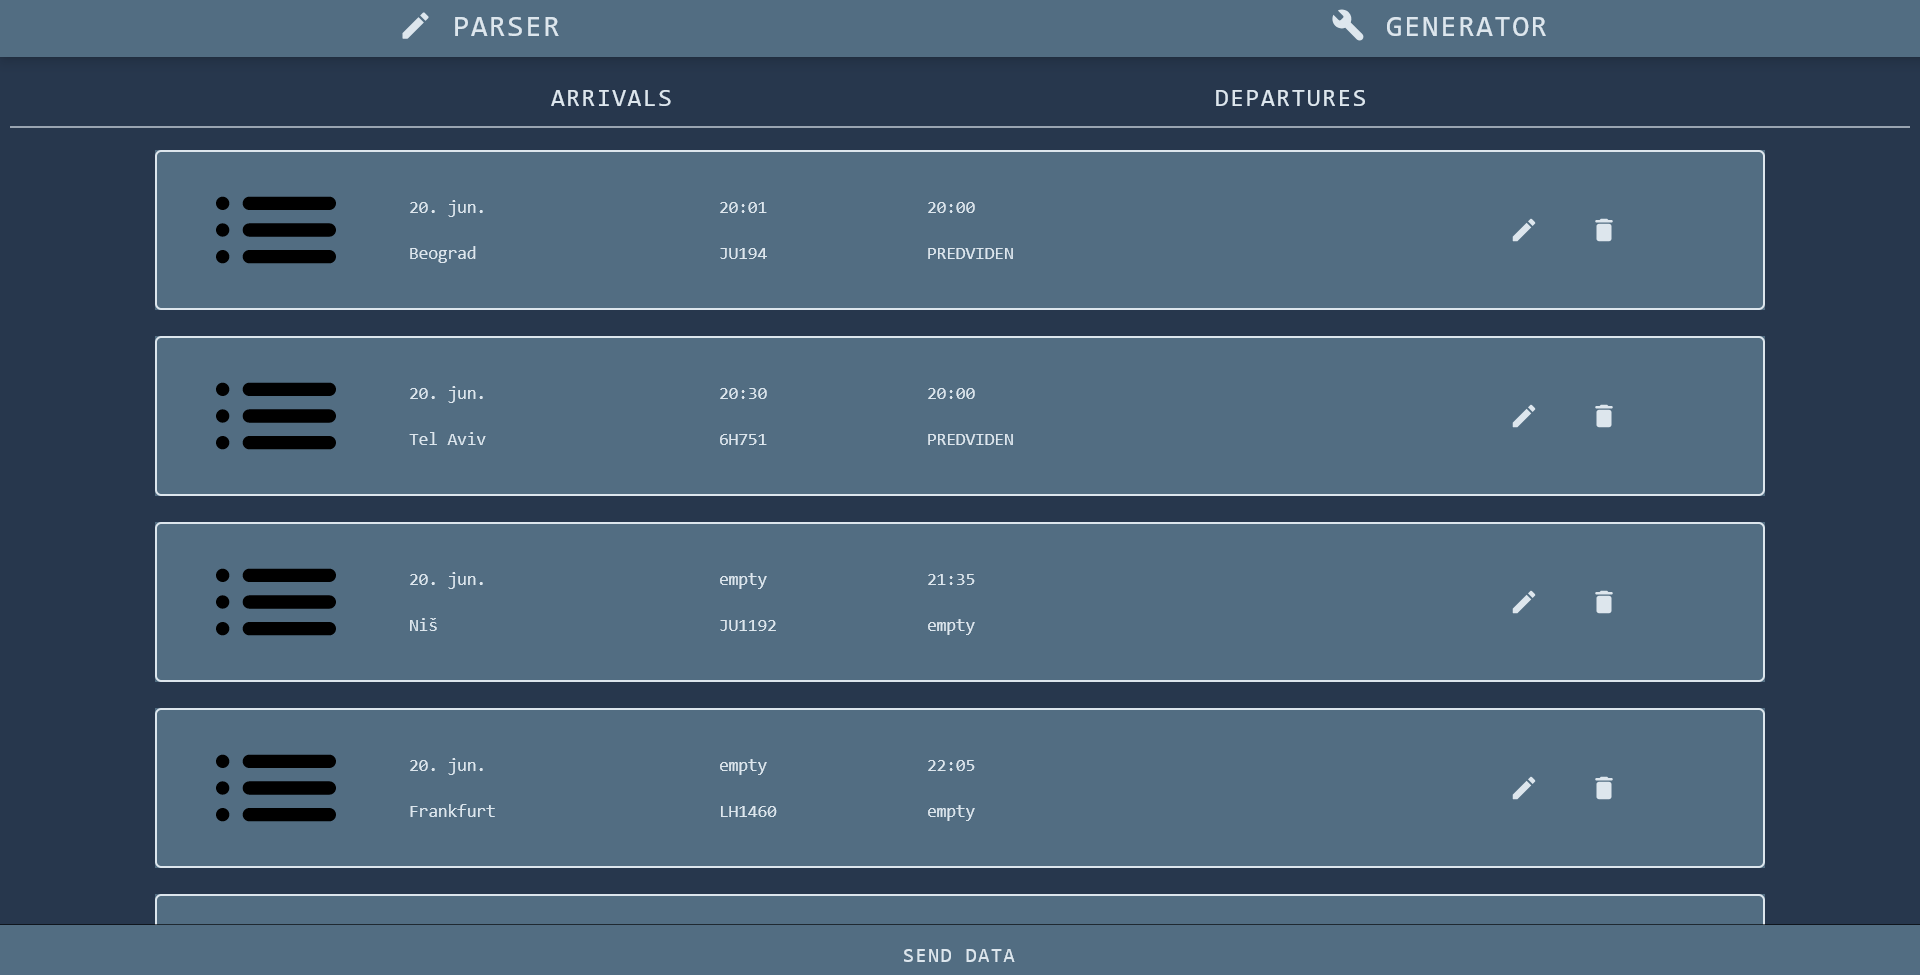 PARSER GENERATOR
ARRIVALS DEPARTURES
20. jun. 20:01 20:00
Beograd JU194 PREDVIDEN
20. jun. 20:30 20:00
Tel Aviv 6H751 PREDVIDEN
20. jun. empty 21:35
Niš JU1192 empty
20. jun. empty 22:05
Frankfurt LH1460 empty
SEND DATA